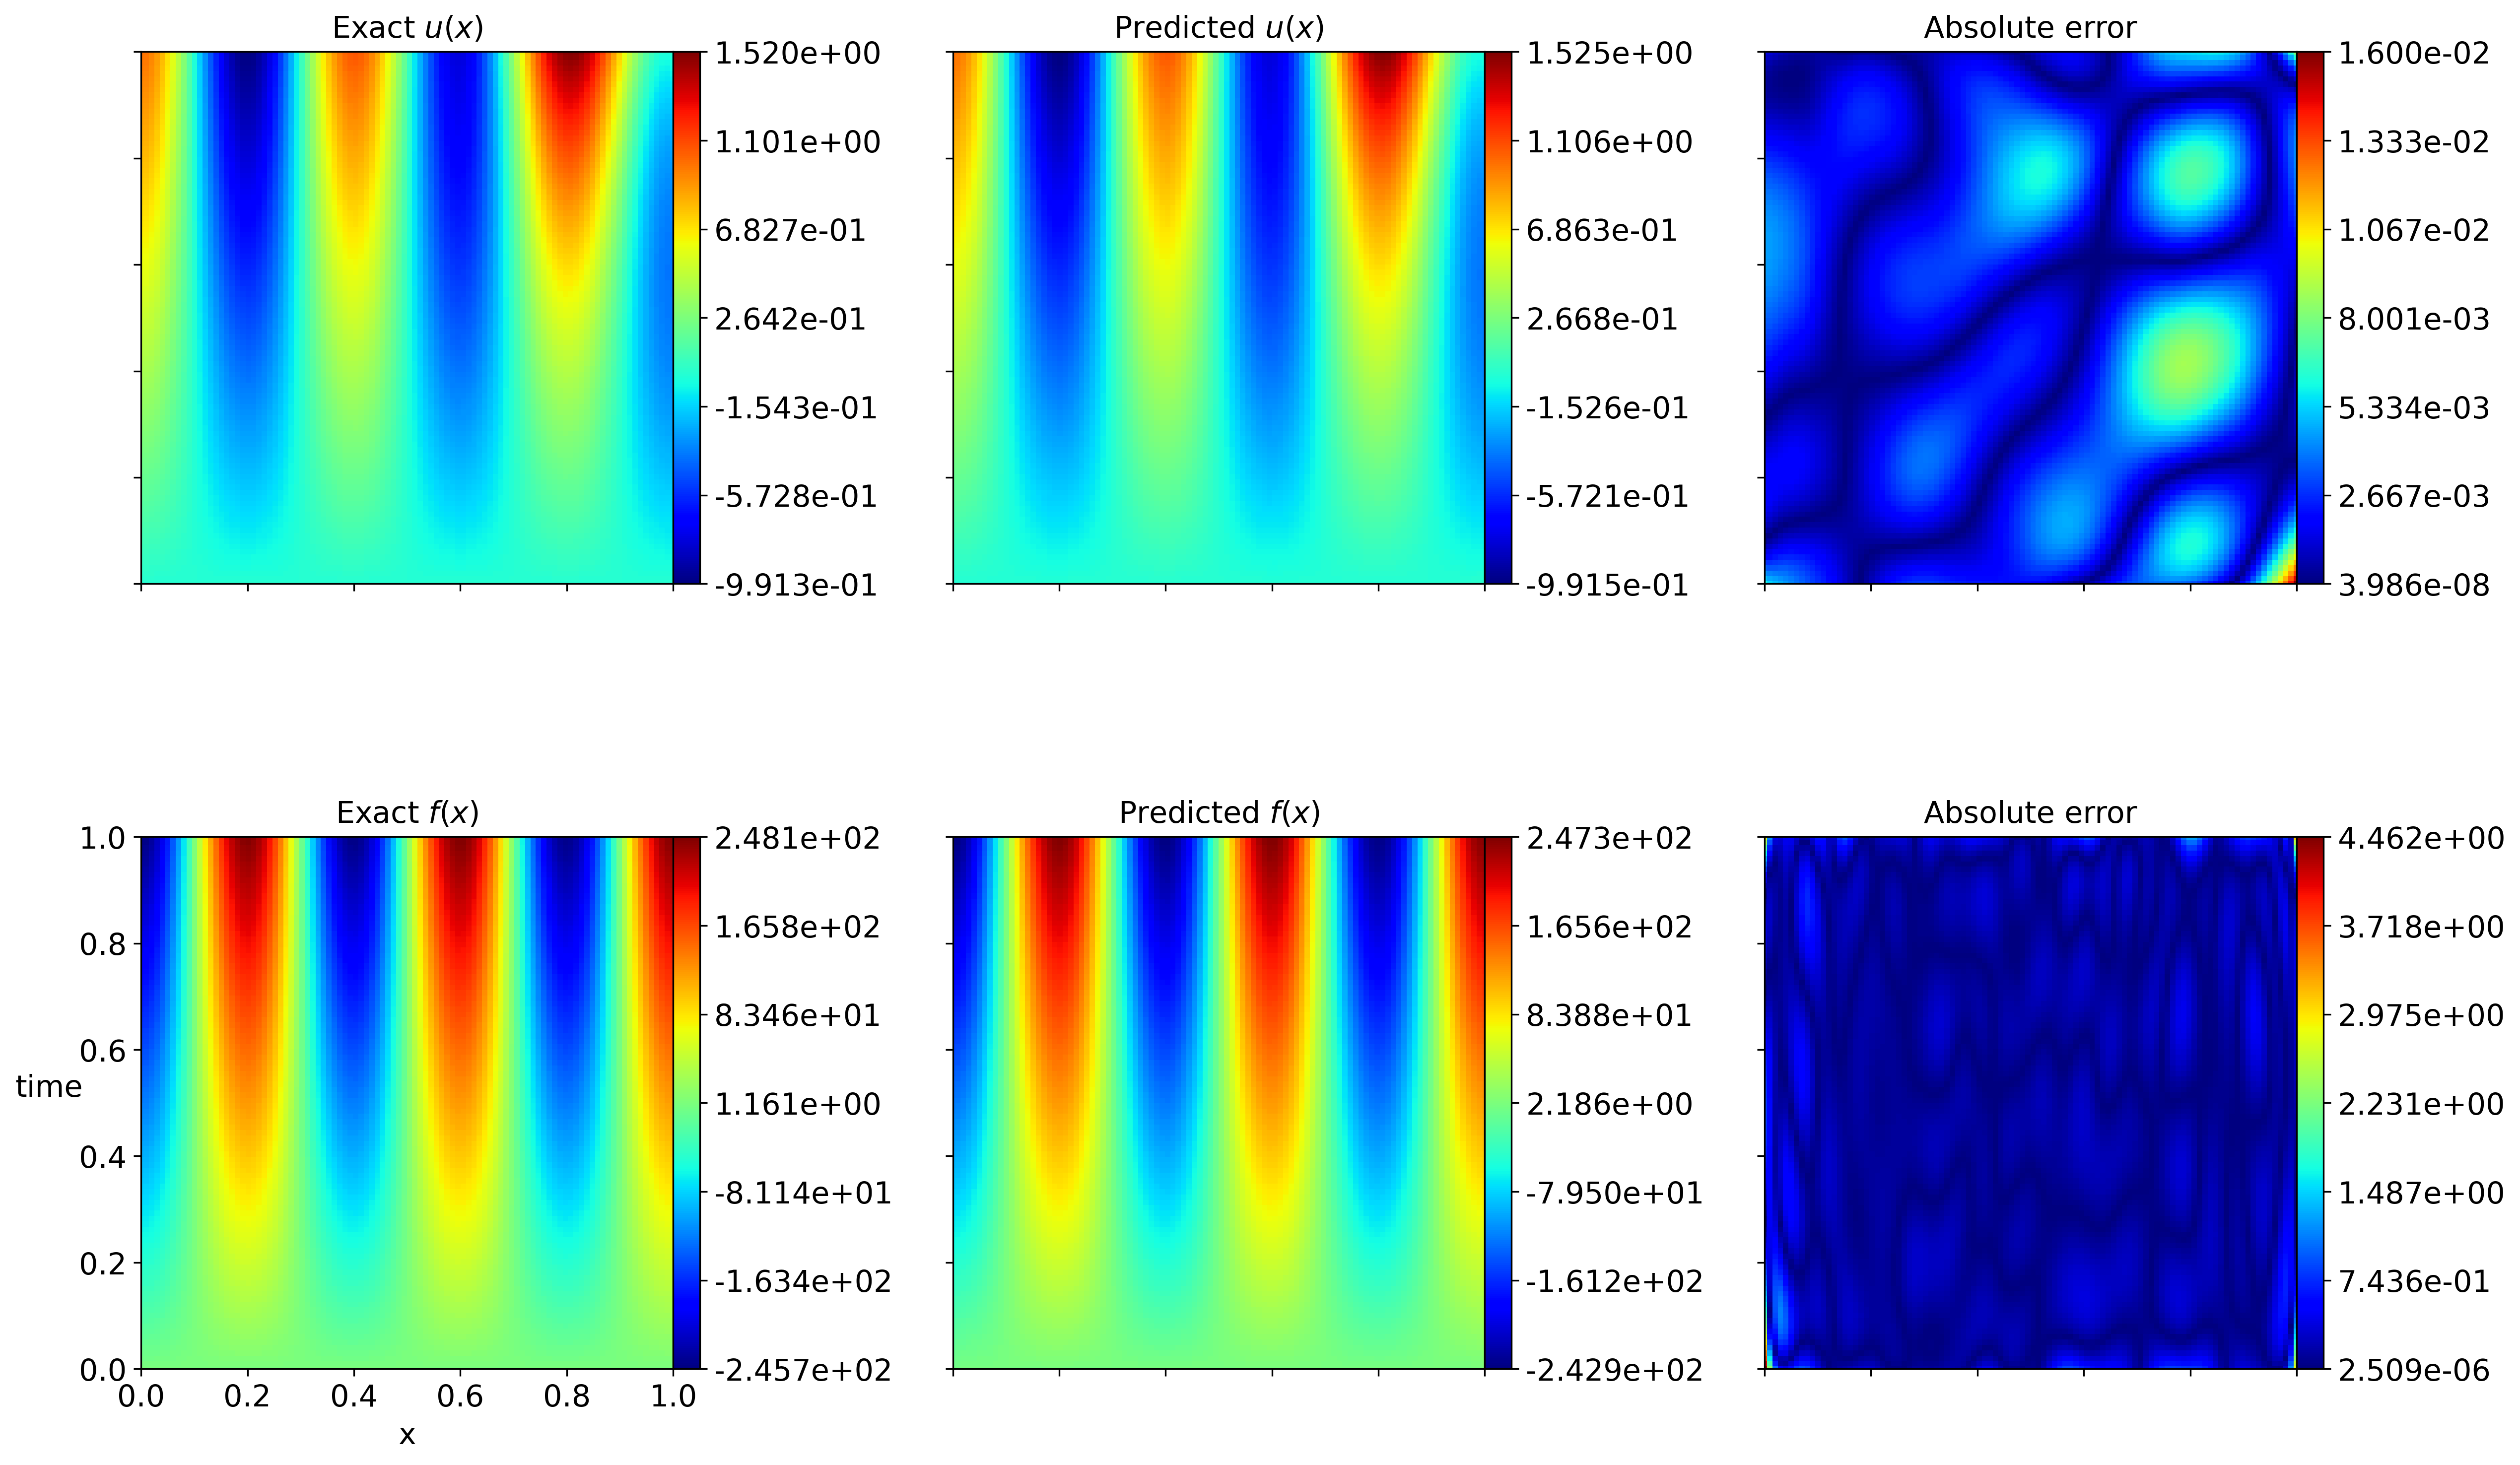 Exact u(x)
1.520e+00
1.101e+00
6.827e-01
2.642e-01
-1.543e-01
-5.728e-01
-9.913e-01
Predicted u(x)
1.525e+00
1.106e+00
6.863e-01
2.668e-01
-1.526e-01
-5.721e-01
-9.915e-01
Absolute error
1.600e-02
1.333e-02
1.067e-02
8.001e-03
5.334e-03
2.667e-03
3.986e-08
Exact f(x)
time
1.0
0.8
0.6
0.4
0.2
0.0
0.0 0.2 0.4 0.6 0.8 1.0
x
2.481e+02
1.658e+02
8.346e+01
1.161e+00
-8.114e+01
-1.634e+02
-2.457e+02
Predicted f(x)
2.473e+02
1.656e+02
8.388e+01
2.186e+00
-7.950e+01
-1.612e+02
-2.429e+02
Absolute error
4.462e+00
3.718e+00
2.975e+00
2.231e+00
1.487e+00
7.436e-01
2.509e-06